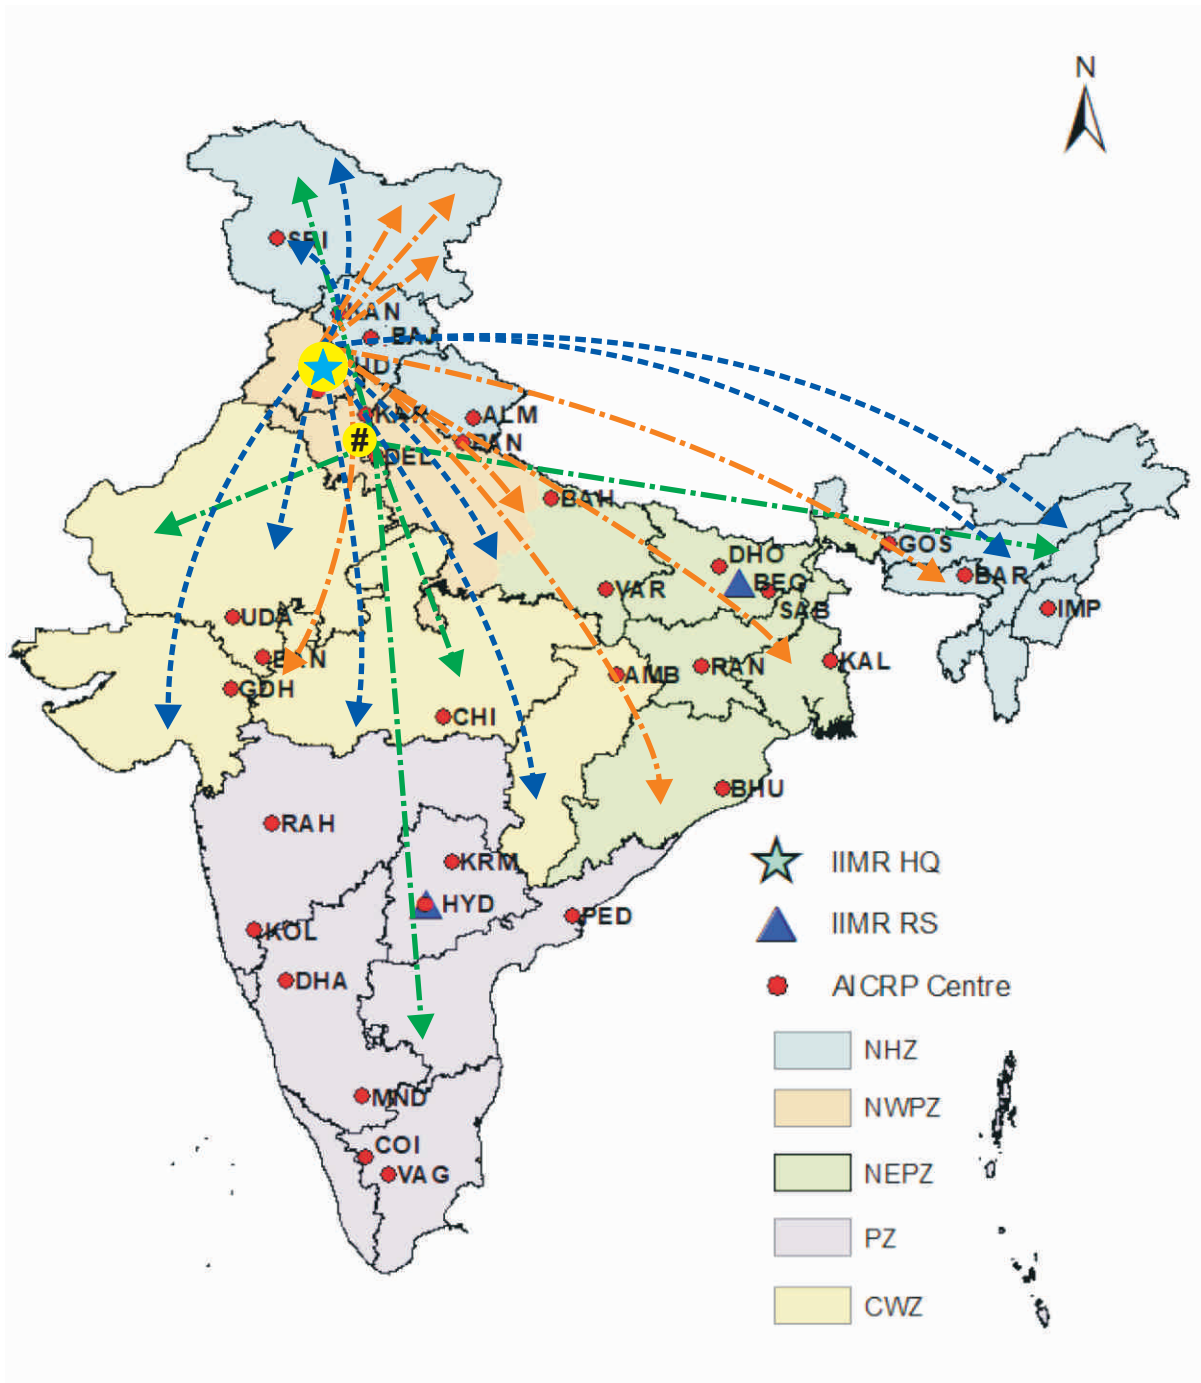 N
SRI
BAN
BAJ
KAR
ALM
PAN
#
DEL
BAH
GOS
DHO
BEG
BAR
VAR
SAB
IMP
UDA
BAN
RAN
KAL
AMB
GDH
CHI
BHU
RAH
KRM
IIMR HQ
HYD
PED
IIMR RS
KOL
DHA
AICRP Centre
NHZ
MND
NWPZ
COI
VAG
NEPZ
PZ
CWZ